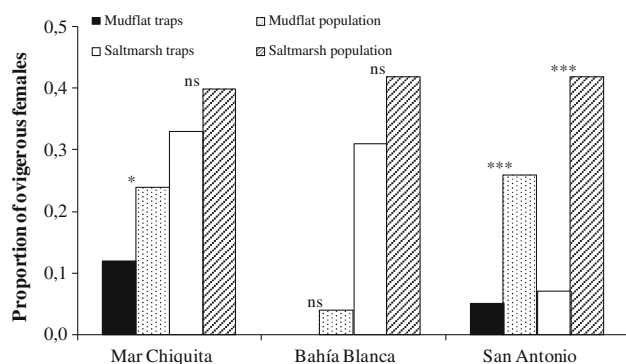 Mudflat traps
Mudflat population
Saltmarsh traps
Saltmarsh population
Proportion of ovigerous females
0,5
0,4
0,3
0,2
0,1
0,0
*
ns
ns
ns
***
***
Mar Chiquita
Bahía Blanca
San Antonio